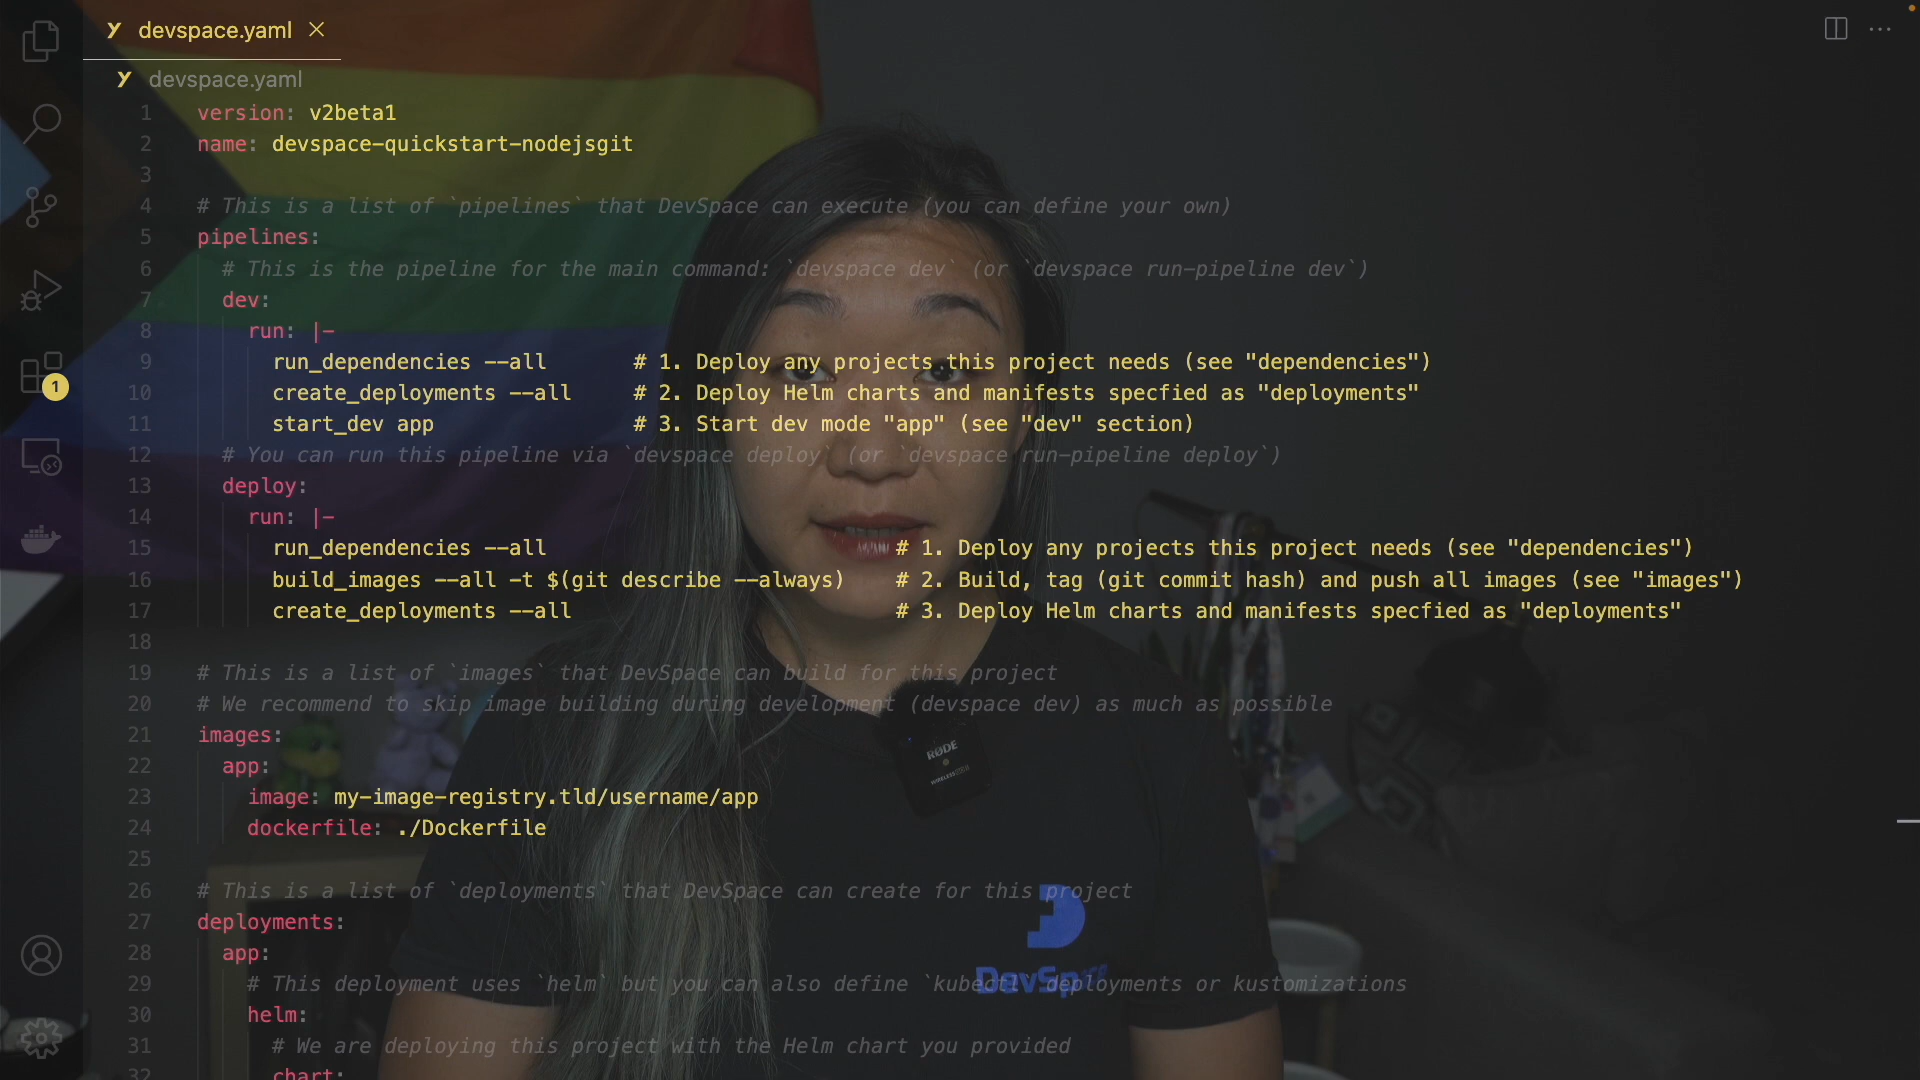 devspace.yaml
devspace.yaml
1 version: v2beta1
2 name: devspace-quickstart-nodejsgit
3
4 # This is a list of `pipelines` that DevSpace can execute (you can define your own)
5 pipelines:
6 # This is the pipeline for the main command: `devspace dev` (or `devspace run-pipeline dev`)
7 dev:
8 run: |-
9 run_dependencies --all # 1. Deploy any projects this project needs (see "dependencies")
10 create_deployments --all # 2. Deploy Helm charts and manifests specfied as "deployments"
11 start_dev app # 3. Start dev mode "app" (see "dev" section)
12 # You can run this pipeline via `devspace deploy` (or `devspace run-pipeline deploy`)
13 deploy:
14 run: |-
15 run_dependencies --all # 1. Deploy any projects this project needs (see "dependencies")
16 build_images --all -t $(git describe --always) # 2. Build, tag (git commit hash) and push all images (see "images")
17 create_deployments --all # 3. Deploy Helm charts and manifests specfied as "deployments"
18
19 # This is a list of `images` that DevSpace can build for this project
20 # We recommend to skip image building during development (devspace dev) as much as possible
21 images:
22 app:
23 image: my-image-registry.tld/username/app
24 dockerfile: ./Dockerfile
25
26 # This is a list of `deployments` that DevSpace can create for this project
27 deployments:
28 app:
29 # This deployment uses `helm` but you can also define `kubectl` deployments or kustomizations
30 helm:
31 # We are deploying this project with the Helm chart you provided
32 chart:
1
RØDE
WIRELESS GO II
DevSpace